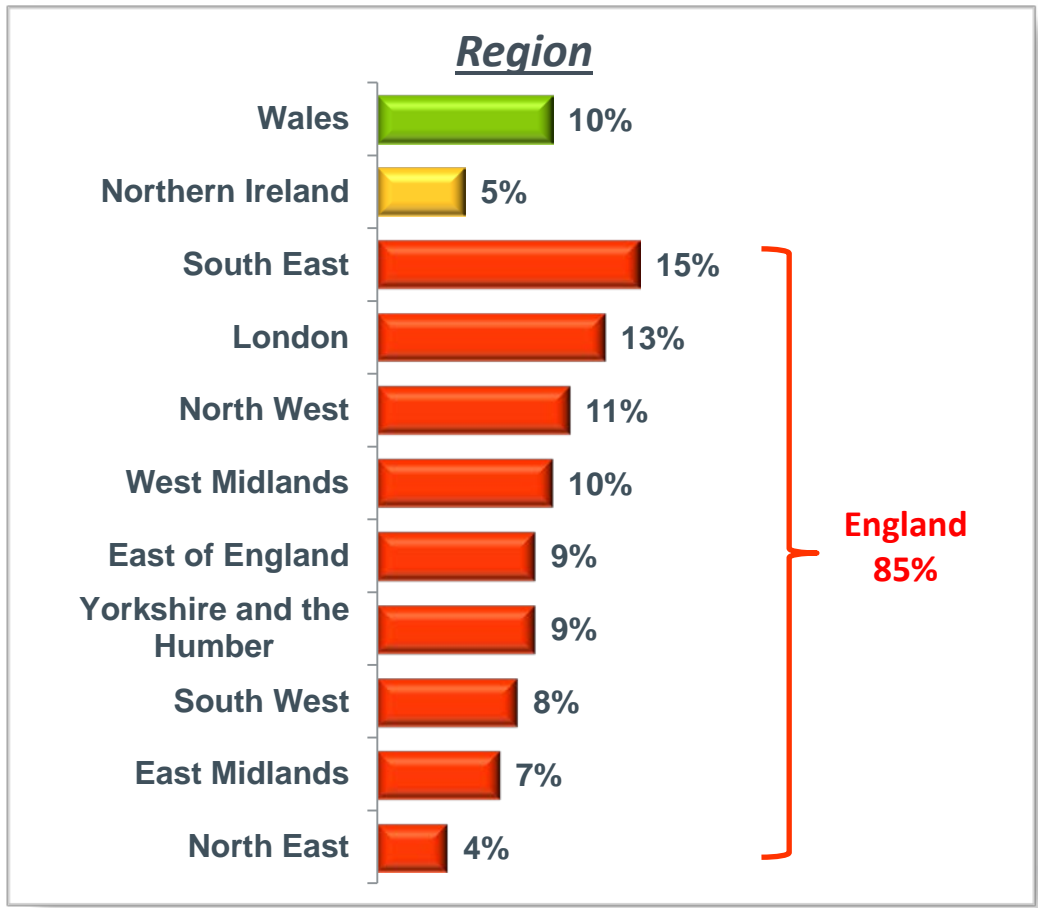 Region
Wales
10%
Northern Ireland
5%
South East
15%
London
13%
North West
11%
West Midlands
10%
East of England
9%
Yorkshire and the
Humber
9%
South West
8%
East Midlands
7%
North East
4%
England
85%